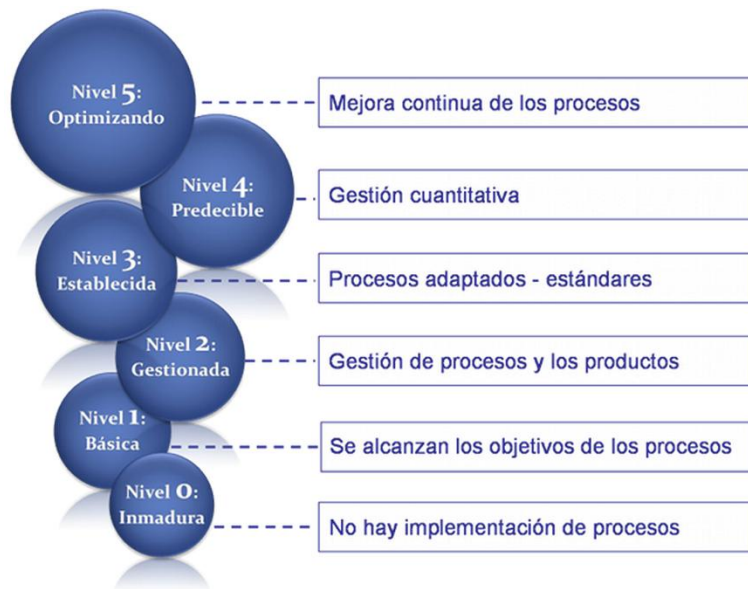 Nivel 5:
Optimizando
Mejora continua de los procesos
Nivel 4:
Predecible
Gestión cuantitativa
Nivel 3:
Establecida
Procesos adaptados - estándares
Nivel 2:
Gestionada
Gestión de procesos y los productos
Nivel 1:
Básica
Se alcanzan los objetivos de los procesos
Nivel 0:
Inmadura
No hay implementación de procesos